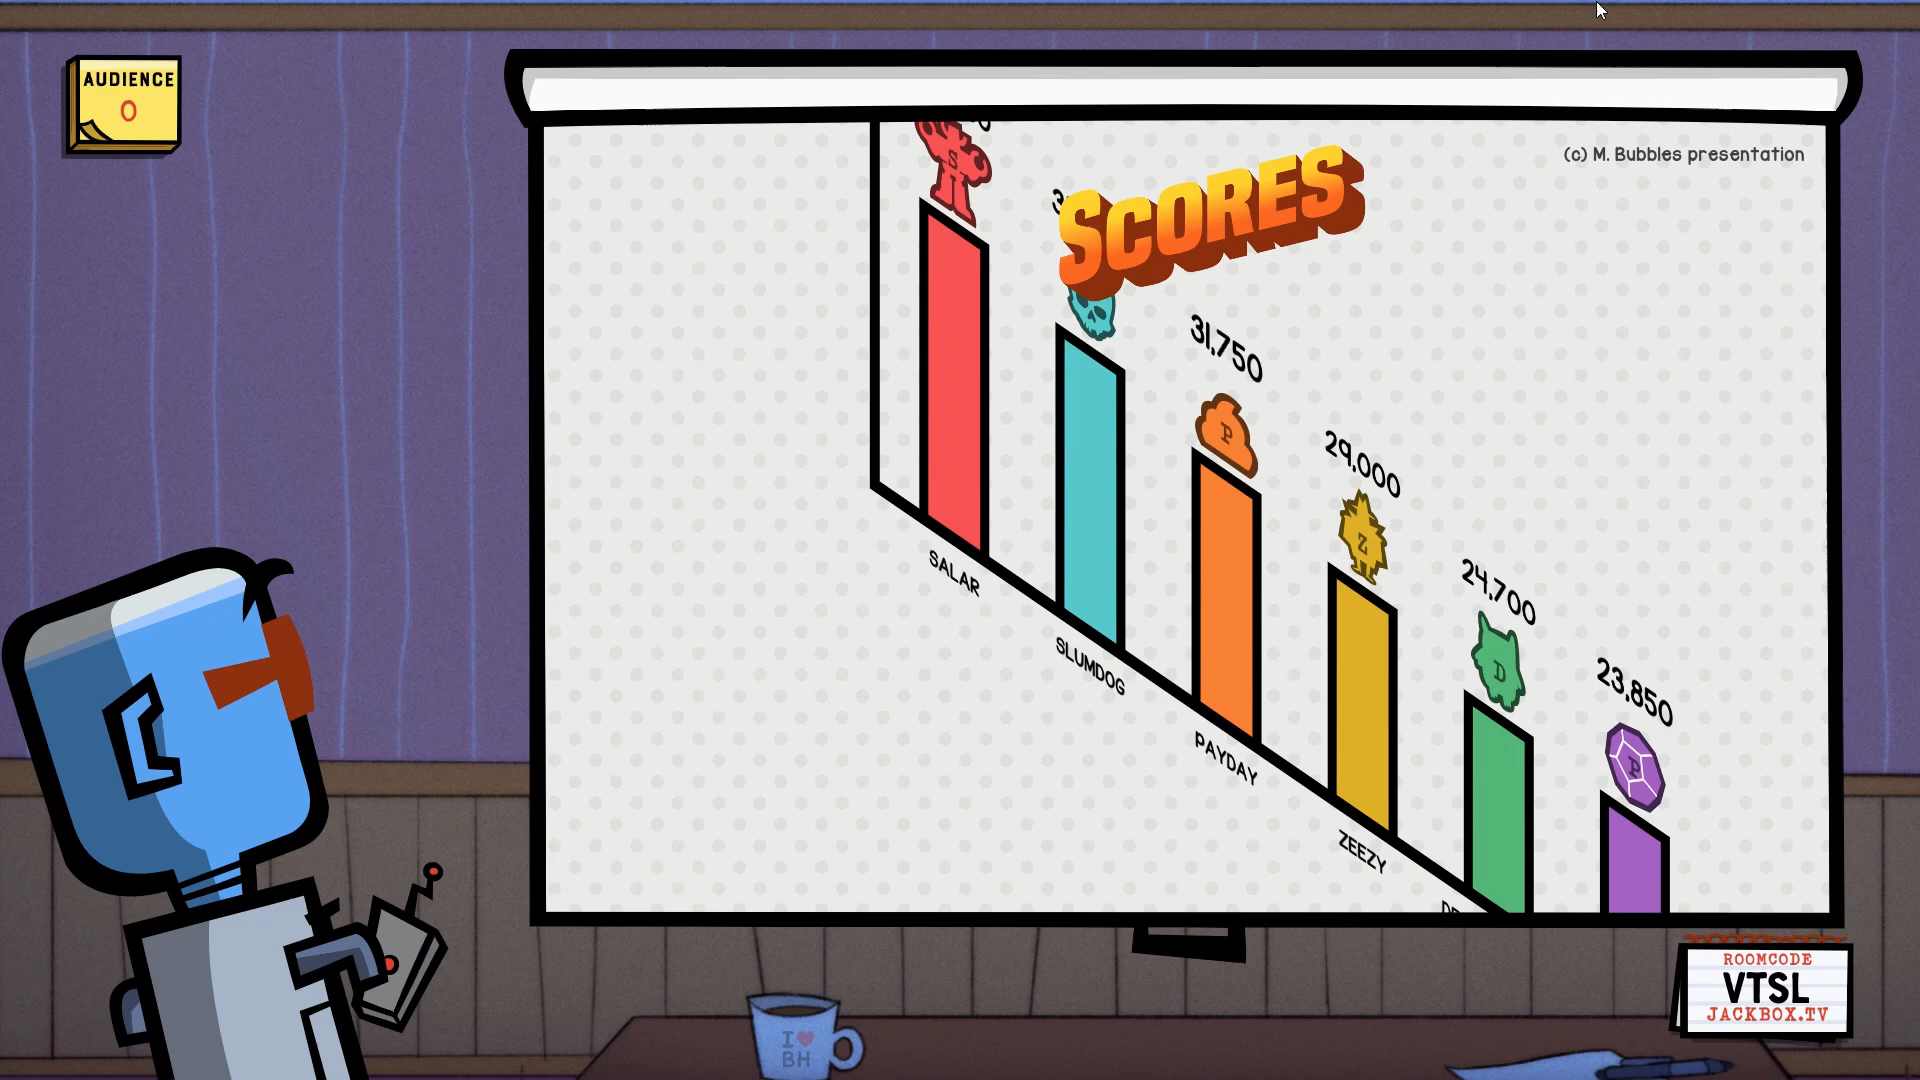 AUDIENCE
0
(c) M. Bubbles presentation
SCORES
S
31,750
P
29,000
Z
24,700
D
23,850
P
SALAR
SLUMDOG
PAYDAY
ZEEZY
I
BH
ROOMCODE
VTSL
JACKBOX.TV